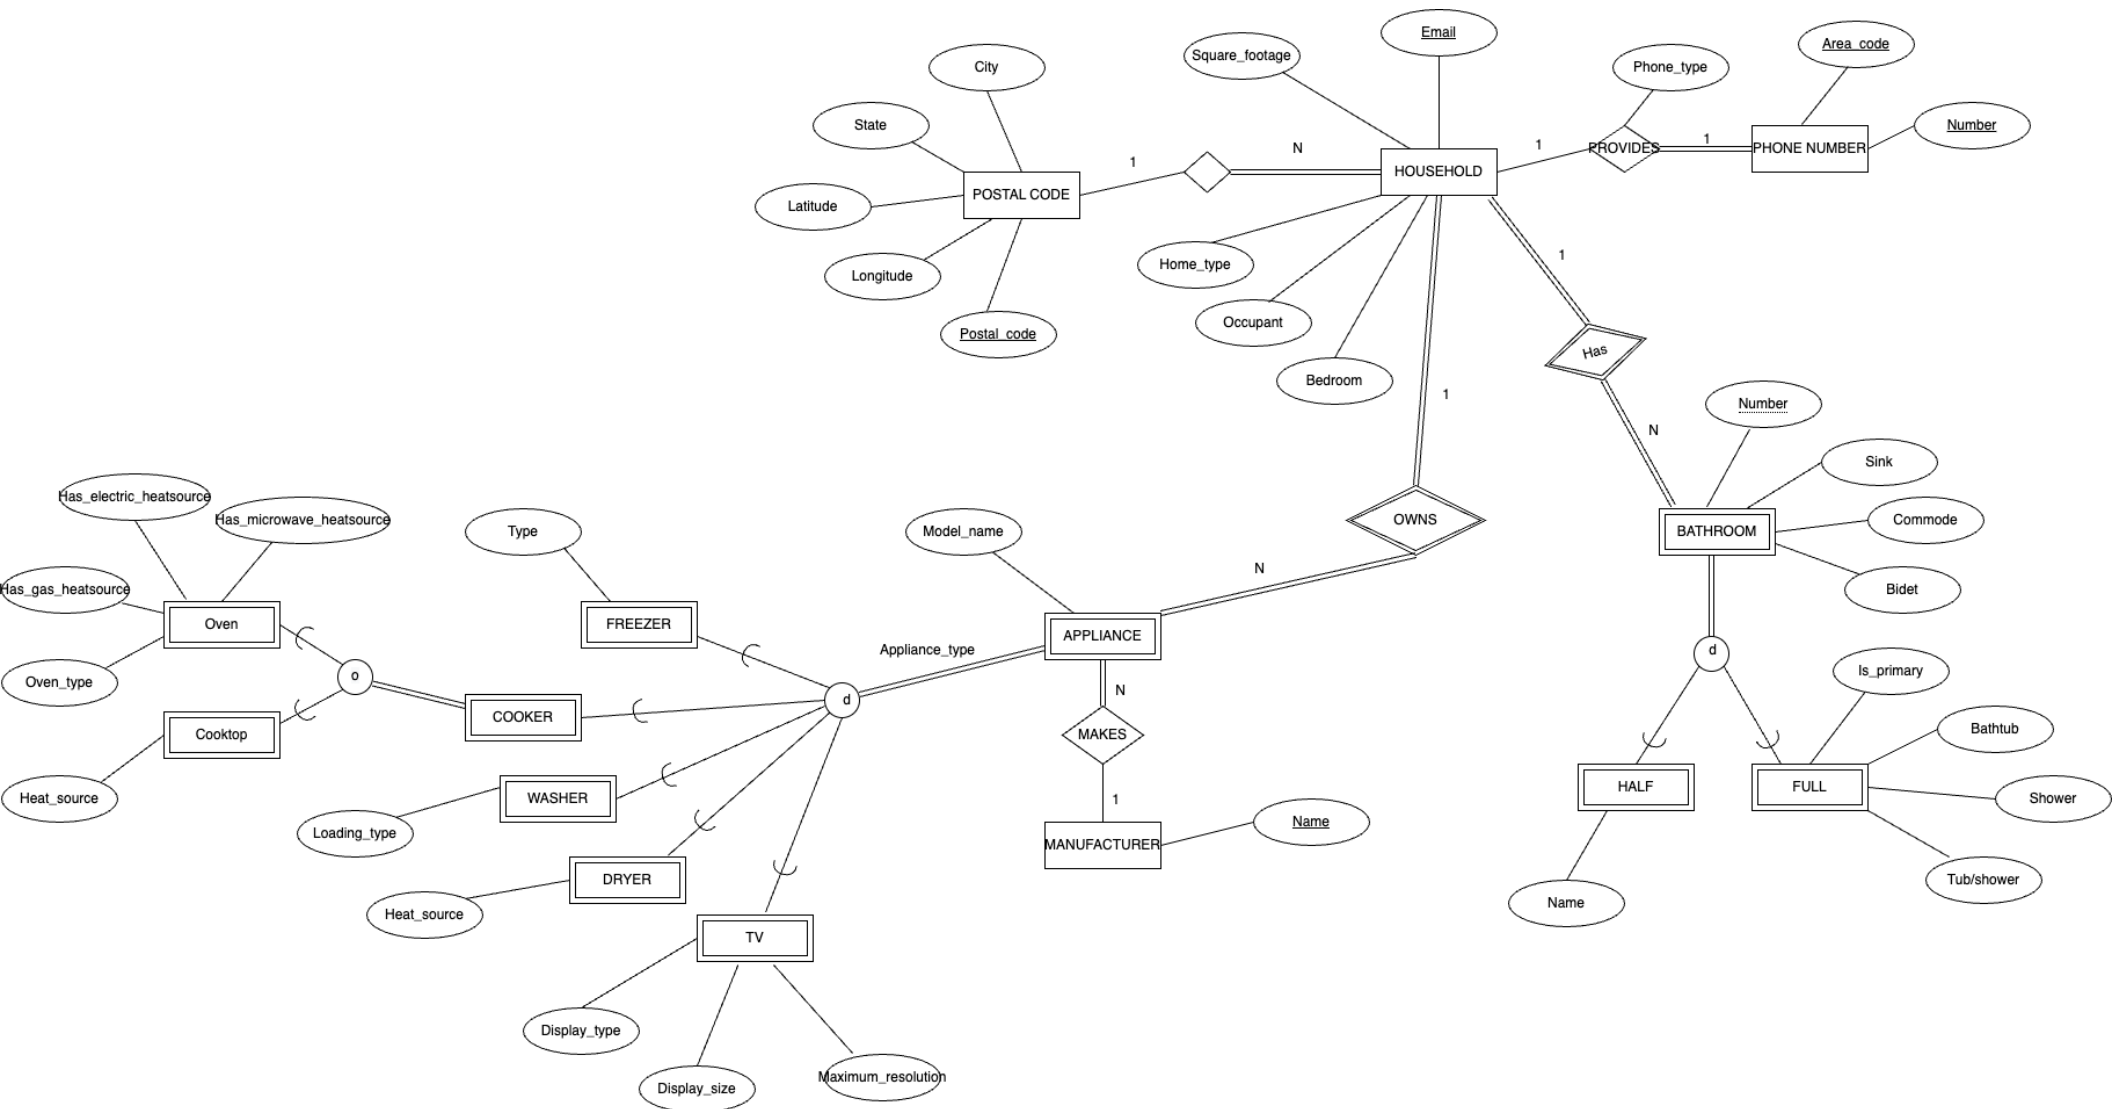 Email
Area_code
Square_footage
City
Phone_type
State
Number
1
N
1
PROVIDES
1
PHONE NUMBER
HOUSEHOLD
POSTAL CODE
Latitude
Home_type
1
Longitude
Occupant
Postal_code
Has
Bedroom
1
Number
N
Sink
Has_electric_heatsource
Has_microwave_heatsource
Type
Model_name
OWNS
Commode
BATHROOM
N
Has_gas_heatsource
Bidet
Oven
FREEZER
APPLIANCE
Appliance_type
d
Is_primary
o
Oven_type
N
d
COOKER
Cooktop
MAKES
Bathtub
HALF
FULL
Heat_source
WASHER
1
Shower
Loading_type
Name
MANUFACTURER
DRYER
Tub/shower
Name
Heat_source
TV
Display_type
Maximum_resolution
Display_size